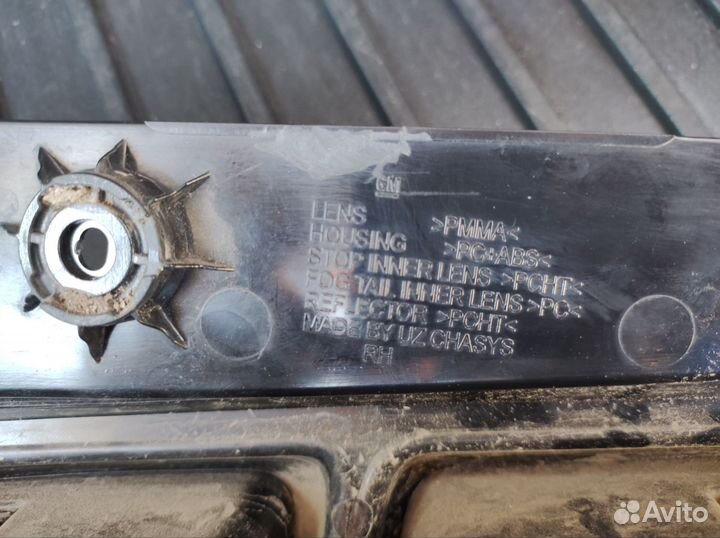 GM
LENS >PMMA<
HOUSING >PC+ABS<
STOP INNER LENS >PCHT<
FOG TAIL INNER LENS >PC<
REFLECTOR >PCHT<
MADE BY UZ CHASYS
RH
Avito